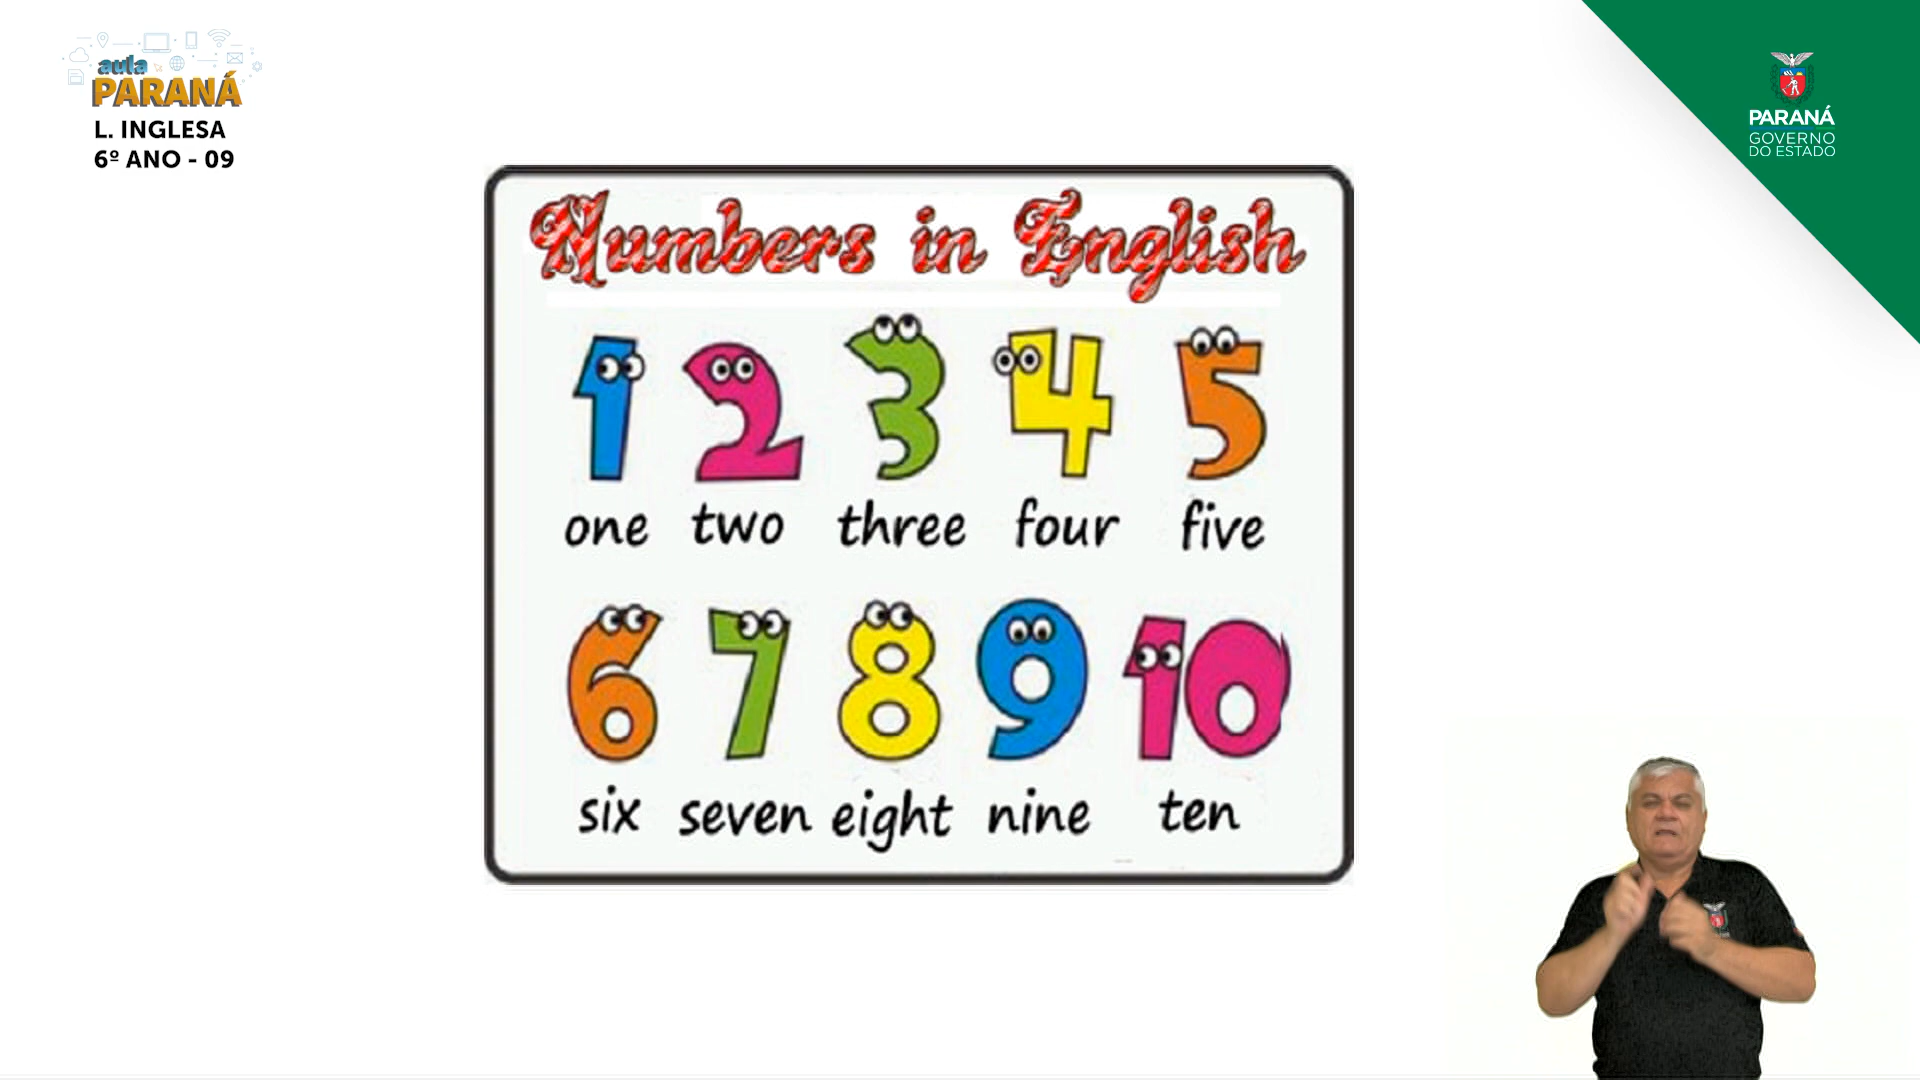 aula
PARANÁ
L. INGLESA
6º ANO - 09
PARANÁ
GOVERNO
DO ESTADO
Numbers in English
1 2 3 4 5
one two three four five
6 7 8 9 10
six seven eight nine ten